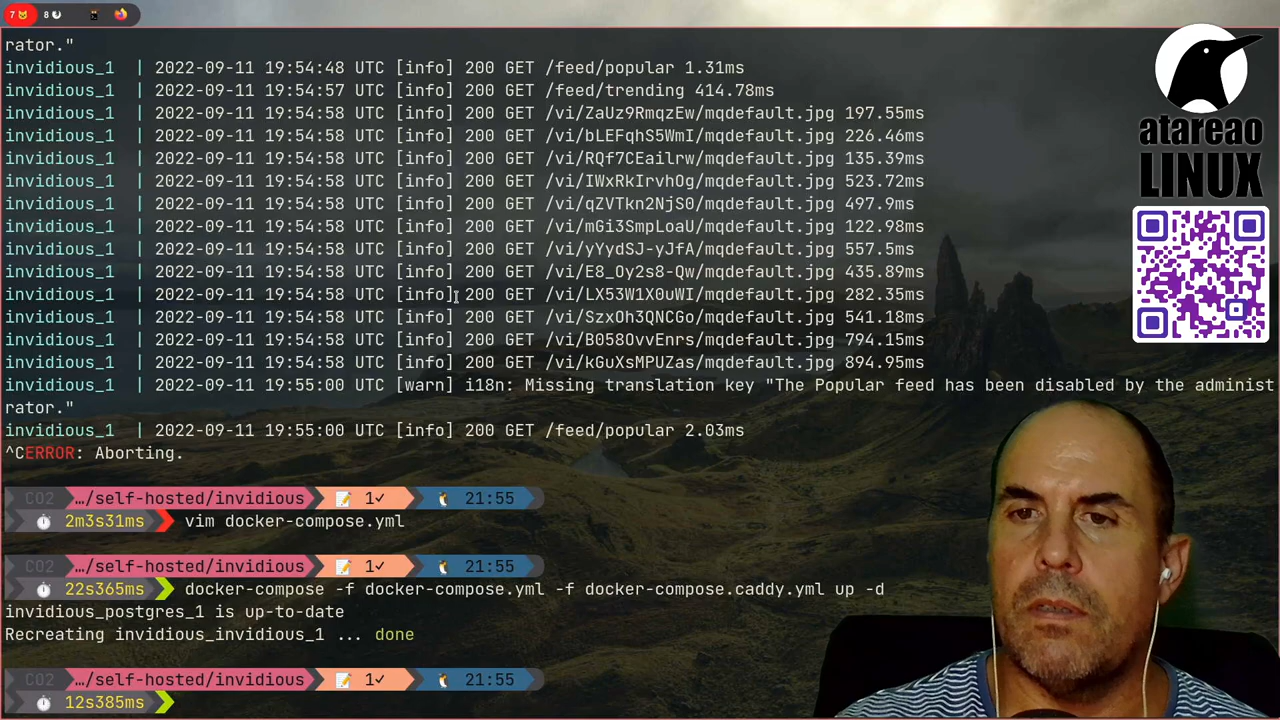 7 8
rator."
invidious_1 | 2022-09-11 19:54:48 UTC [info] 200 GET /feed/popular 1.31ms
invidious_1 | 2022-09-11 19:54:57 UTC [info] 200 GET /feed/trending 414.78ms
invidious_1 | 2022-09-11 19:54:58 UTC [info] 200 GET /vi/ZaUz9RmqzEw/mqdefault.jpg 197.55ms
invidious_1 | 2022-09-11 19:54:58 UTC [info] 200 GET /vi/bLEFqhS5WmI/mqdefault.jpg 226.46ms
invidious_1 | 2022-09-11 19:54:58 UTC [info] 200 GET /vi/RQf7CEailrw/mqdefault.jpg 135.39ms
invidious_1 | 2022-09-11 19:54:58 UTC [info] 200 GET /vi/IWxRkIrvhOg/mqdefault.jpg 523.72ms
invidious_1 | 2022-09-11 19:54:58 UTC [info] 200 GET /vi/qZVTkn2NjS0/mqdefault.jpg 497.9ms
invidious_1 | 2022-09-11 19:54:58 UTC [info] 200 GET /vi/mGi3SmpLoaU/mqdefault.jpg 122.98ms
invidious_1 | 2022-09-11 19:54:58 UTC [info] 200 GET /vi/yYydSJ-yJfA/mqdefault.jpg 557.5ms
invidious_1 | 2022-09-11 19:54:58 UTC [info] 200 GET /vi/E8_Oy2s8-Qw/mqdefault.jpg 435.89ms
invidious_1 | 2022-09-11 19:54:58 UTC [info] 200 GET /vi/LX53W1X0uWI/mqdefault.jpg 282.35ms
invidious_1 | 2022-09-11 19:54:58 UTC [info] 200 GET /vi/SzxOh3QNCGo/mqdefault.jpg 541.18ms
invidious_1 | 2022-09-11 19:54:58 UTC [info] 200 GET /vi/B058OvvEnrs/mqdefault.jpg 794.15ms
invidious_1 | 2022-09-11 19:54:58 UTC [info] 200 GET /vi/kGuXsMPUZas/mqdefault.jpg 894.95ms
invidious_1 | 2022-09-11 19:55:00 UTC [warn] i18n: Missing translation key "The Popular feed has been disabled by the administ
rator."
invidious_1 | 2022-09-11 19:55:00 UTC [info] 200 GET /feed/popular 2.03ms
^CERROR: Aborting.
CO2 …/self-hosted/invidious 1✓ 21:55
2m3s31ms vim docker-compose.yml
CO2 …/self-hosted/invidious 1✓ 21:55
22s365ms docker-compose -f docker-compose.yml -f docker-compose.caddy.yml up -d
invidious_postgres_1 is up-to-date
Recreating invidious_invidious_1 ... done
CO2 …/self-hosted/invidious 1✓ 21:55
12s385ms
atareao
LINUX